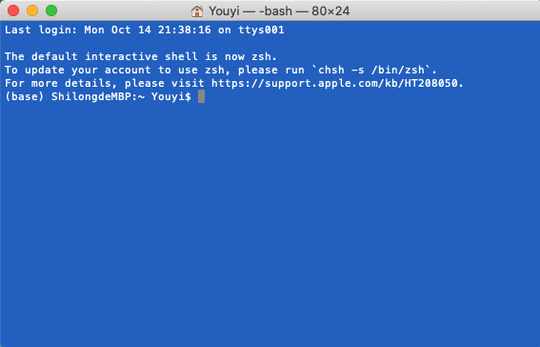 Youyi — -bash — 80×24
Last login: Mon Oct 14 21:38:16 on ttys001
The default interactive shell is now zsh.
To update your account to use zsh, please run `chsh -s /bin/zsh`.
For more details, please visit https://support.apple.com/kb/HT208050.
(base) ShilongdeMBP:~ Youyi$